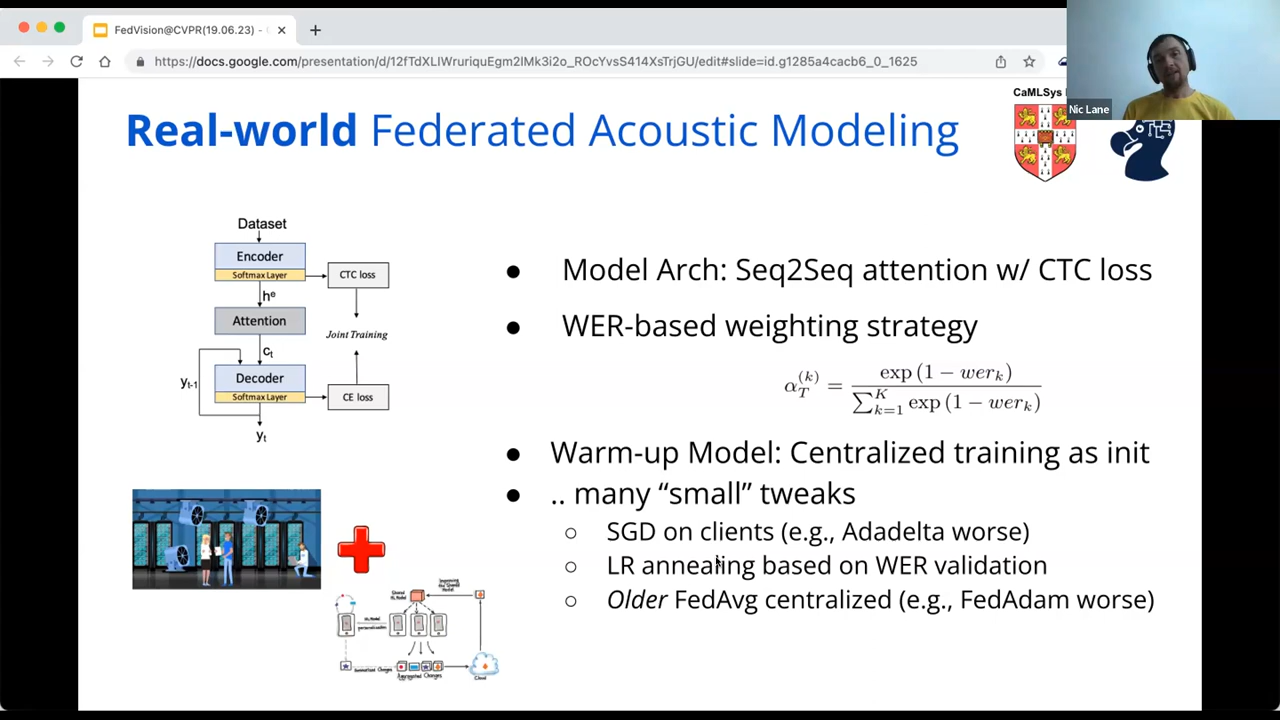 FedVision@CVPR(19.06.23) -
https://docs.google.com/presentation/d/12fTdXLIWruriquEgm2IMk3i2o_ROcYvsS414XsTrjGU/edit#slide=id.g1285a4cacb6_0_1625
Nic Lane
CaMLSys
Real-world Federated Acoustic Modeling
Dataset
Encoder
Softmax Layer
CTC loss
hᵉ
Attention
Joint Training
cₜ
yₜ₋₁
Decoder
Softmax Layer
CE loss
yₜ
● Model Arch: Seq2Seq attention w/ CTC loss
● WER-based weighting strategy
α_T^(k) = exp (1 − wer_k) / ∑_{k=1}^K exp (1 − wer_k)
● Warm-up Model: Centralized training as init
● .. many “small” tweaks
○ SGD on clients (e.g., Adadelta worse)
○ LR annealing based on WER validation
○ Older FedAvg centralized (e.g., FedAdam worse)
Aggregated Changes
Cloud